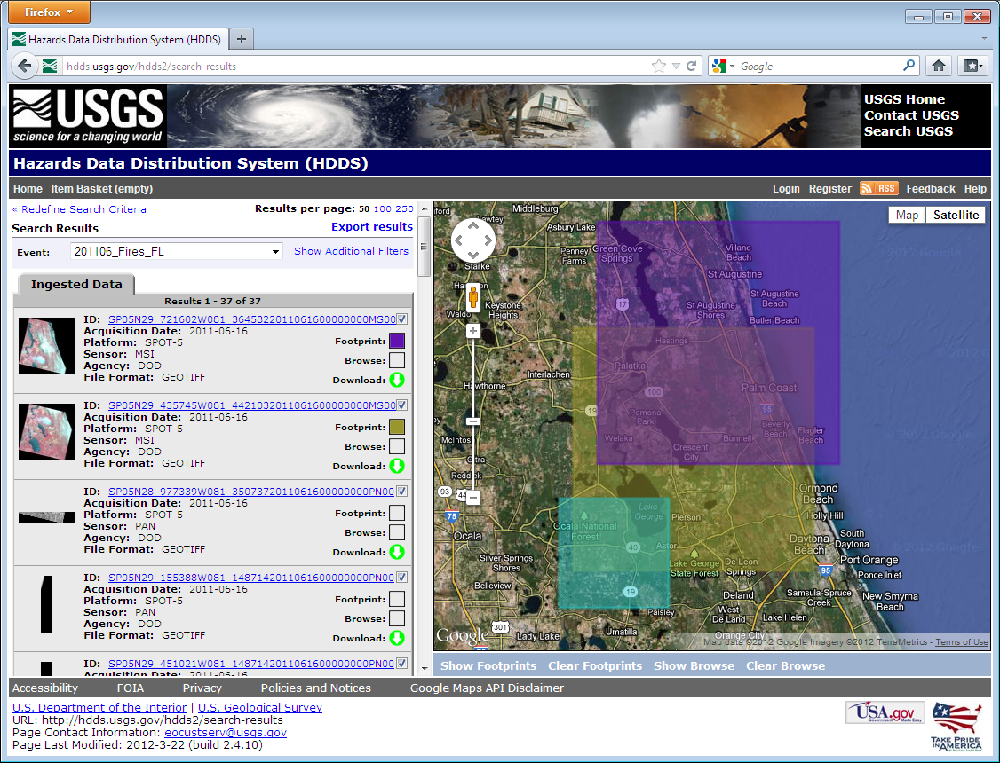 Firefox
Hazards Data Distribution System (HDDS)
hdds.usgs.gov/hdds2/search-results
Google
USGS
science for a changing world
USGS Home
Contact USGS
Search USGS
Hazards Data Distribution System (HDDS)
Home Item Basket (empty)
Login Register RSS Feedback Help
« Redefine Search Criteria
Results per page: 50 100 250
Search Results
Export results
Event: 201106_Fires_FL
Show Additional Filters
Ingested Data
Results 1 - 37 of 37
ID: SP05N29_721602W081_3645822011061600000000MS00
Acquisition Date: 2011-06-16
Platform: SPOT-5
Sensor: MSI
Agency: DOD
File Format: GEOTIFF
Footprint:
Browse:
Download:
ID: SP05N29_435745W081_4421032011061600000000MS00
Acquisition Date: 2011-06-16
Platform: SPOT-5
Sensor: MSI
Agency: DOD
File Format: GEOTIFF
Footprint:
Browse:
Download:
ID: SP05N28_977339W081_3507372011061600000000PN00
Acquisition Date: 2011-06-16
Platform: SPOT-5
Sensor: PAN
Agency: DOD
File Format: GEOTIFF
Footprint:
Browse:
Download:
ID: SP05N29_155388W081_1487142011061600000000PN00
Acquisition Date: 2011-06-16
Platform: SPOT-5
Sensor: PAN
Agency: DOD
File Format: GEOTIFF
Footprint:
Browse:
Download:
ID: SP05N29_451021W081_1487142011061600000000PN00
Acquisition Date: 2011-06-16
Map Satellite
Middleburg
Asbury Lake
Penney Farms
Green Cove Springs
Villano Beach
Starke
St Augustine
St Augustine Shores
St Augustine Beach
Butler Beach
17
Keystone Heights
Hastings
Interlachen
Palatka
Hawthorne
100
Palm Coast
19
95
Pomona Park
Beverly Beach
Welaka
Bunnell
Flagler Beach
Crescent City
McIntos
Citra
Reddick
93
44
Ormond Beach
75
Lake George
Pierson
Holly Hill
Ocala
Ocala National Forest
40
Astor
Daytona Beach
South Daytona
Silver Springs Shores
Lake George State Forest
De Leon Springs
95
Port Orange
Ponce Inlet
Belleview
19
Deland
Samsula-Spruce Creek
New Smyrna Beach
Paisley
West De Land
Lake Helen
Google
301
Lady Lake
Umatilla
Orange City
Map data ©2012 Google Imagery ©2012 TerraMetrics - Terms of Use
Show Footprints Clear Footprints Show Browse Clear Browse
Accessibility FOIA Privacy Policies and Notices Google Maps API Disclaimer
U.S. Department of the Interior | U.S. Geological Survey
URL: http://hdds.usgs.gov/hdds2/search-results
Page Contact Information: eocustserv@usgs.gov
Page Last Modified: 2012-3-22 (build 2.4.10)
USA.gov
Government Made Easy
TAKE PRIDE
IN AMERICA